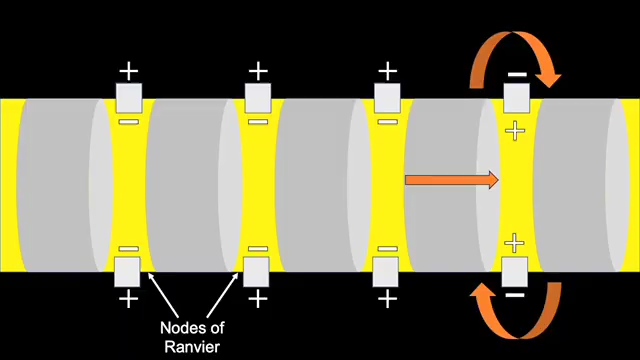 + + + −
− − − +
− − − +
+ + + −
Nodes of
Ranvier